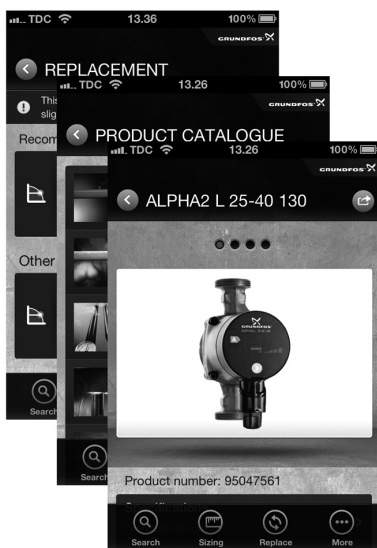 TDC 13.36 100%
GRUNDFOS
REPLACEMENT
This
Recom
Other
Search
TDC 13.26 100%
GRUNDFOS
PRODUCT CATALOGUE
Search
TDC 13.26 100%
GRUNDFOS
ALPHA2 L 25-40 130
GRUNDFOS
A
Product number: 95047561
Specifications
Search Sizing Replace More